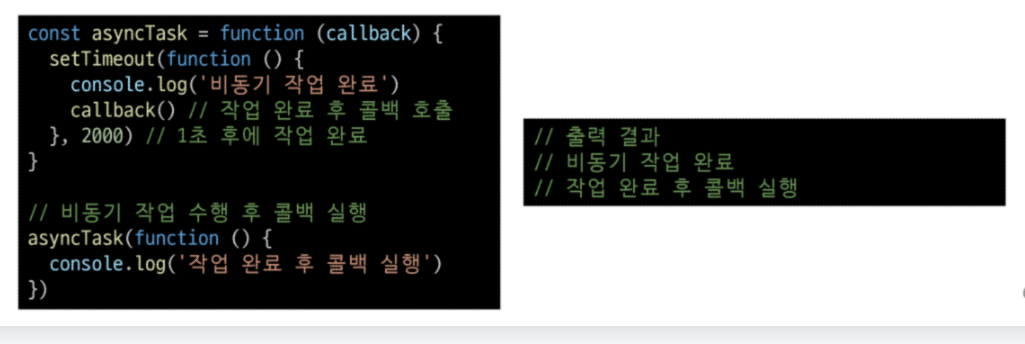 const asyncTask = function (callback) {
  setTimeout(function () {
    console.log('비동기 작업 완료')
    callback() // 작업 완료 후 콜백 호출
  }, 2000) // 1초 후에 작업 완료
}
// 비동기 작업 수행 후 콜백 실행
asyncTask(function () {
  console.log('작업 완료 후 콜백 실행')
})
// 출력 결과
// 비동기 작업 완료
// 작업 완료 후 콜백 실행